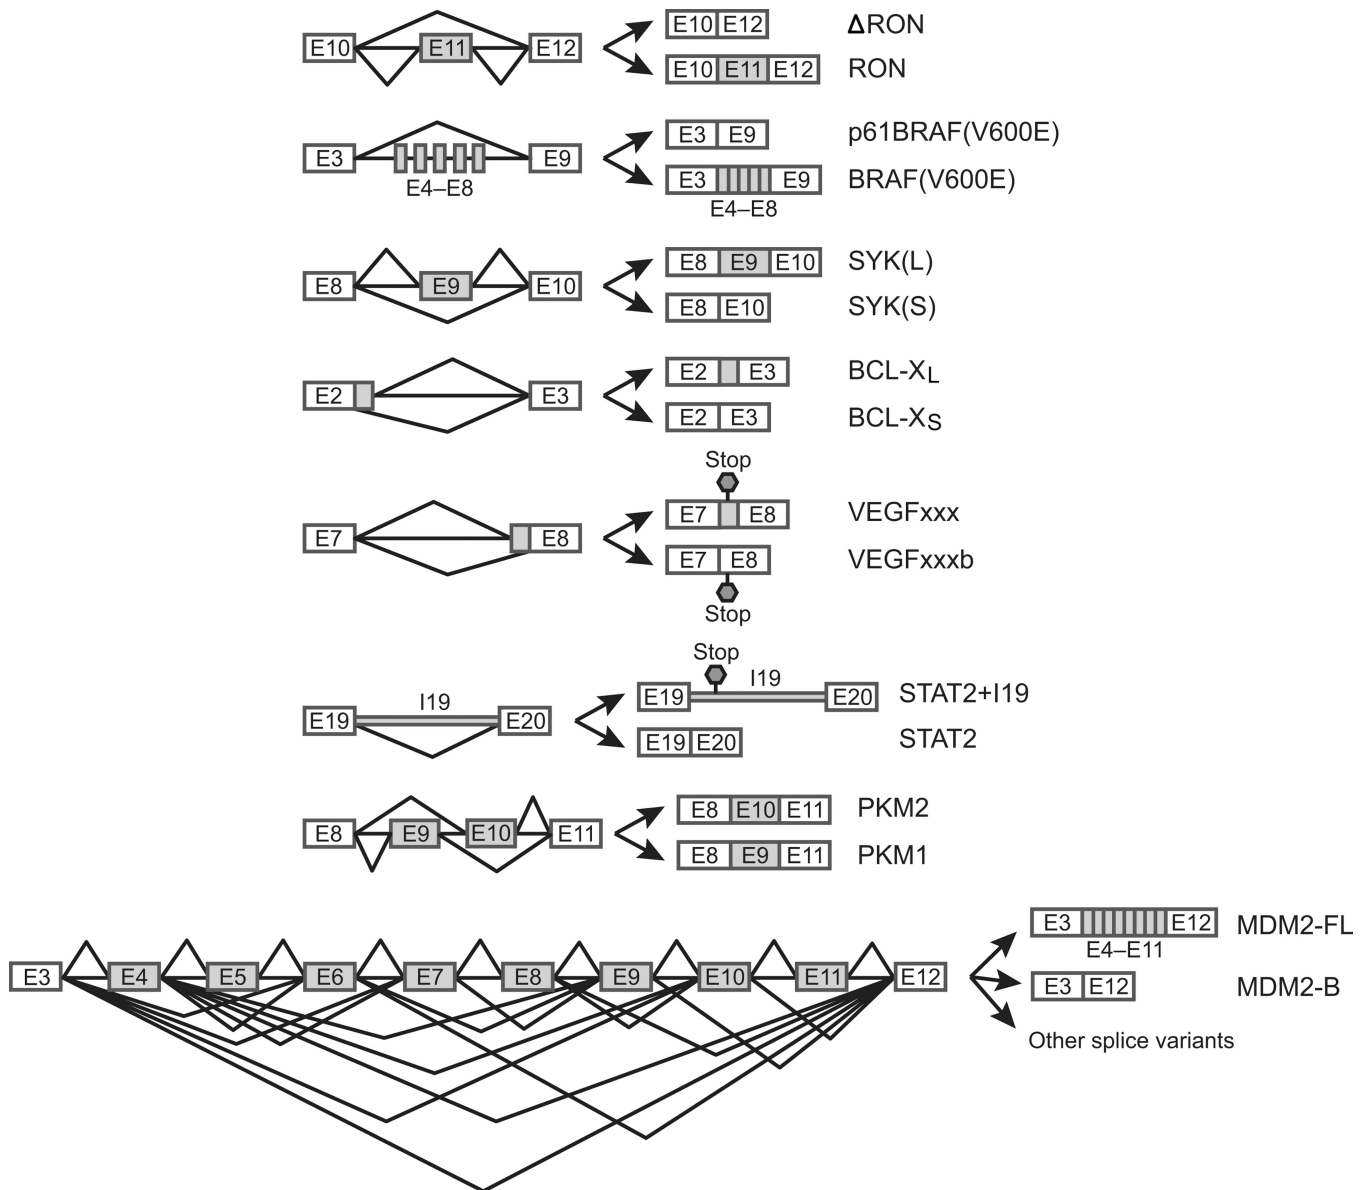 E10 E11 E12 E10 E12 ΔRON
E10 E11 E12 RON
E3 E9 E3 E9 p61BRAF(V600E)
E4–E8 E3 E9 BRAF(V600E)
E4–E8
E8 E9 E10 E8 E9 E10 SYK(L)
E8 E10 SYK(S)
E2 E3 E2 E3 BCL-XL
E2 E3 BCL-XS
Stop
E7 E8 E7 E8 VEGFxxx
E7 E8 VEGFxxxb
Stop
Stop
E19 I19 E20 E19 I19 E20 STAT2+I19
E19 E20 STAT2
E8 E9 E10 E11 E8 E10 E11 PKM2
E8 E9 E11 PKM1
E3 E4 E5 E6 E7 E8 E9 E10 E11 E12 E3 E12 MDM2-FL
E4–E11
E3 E12 MDM2-B
Other splice variants